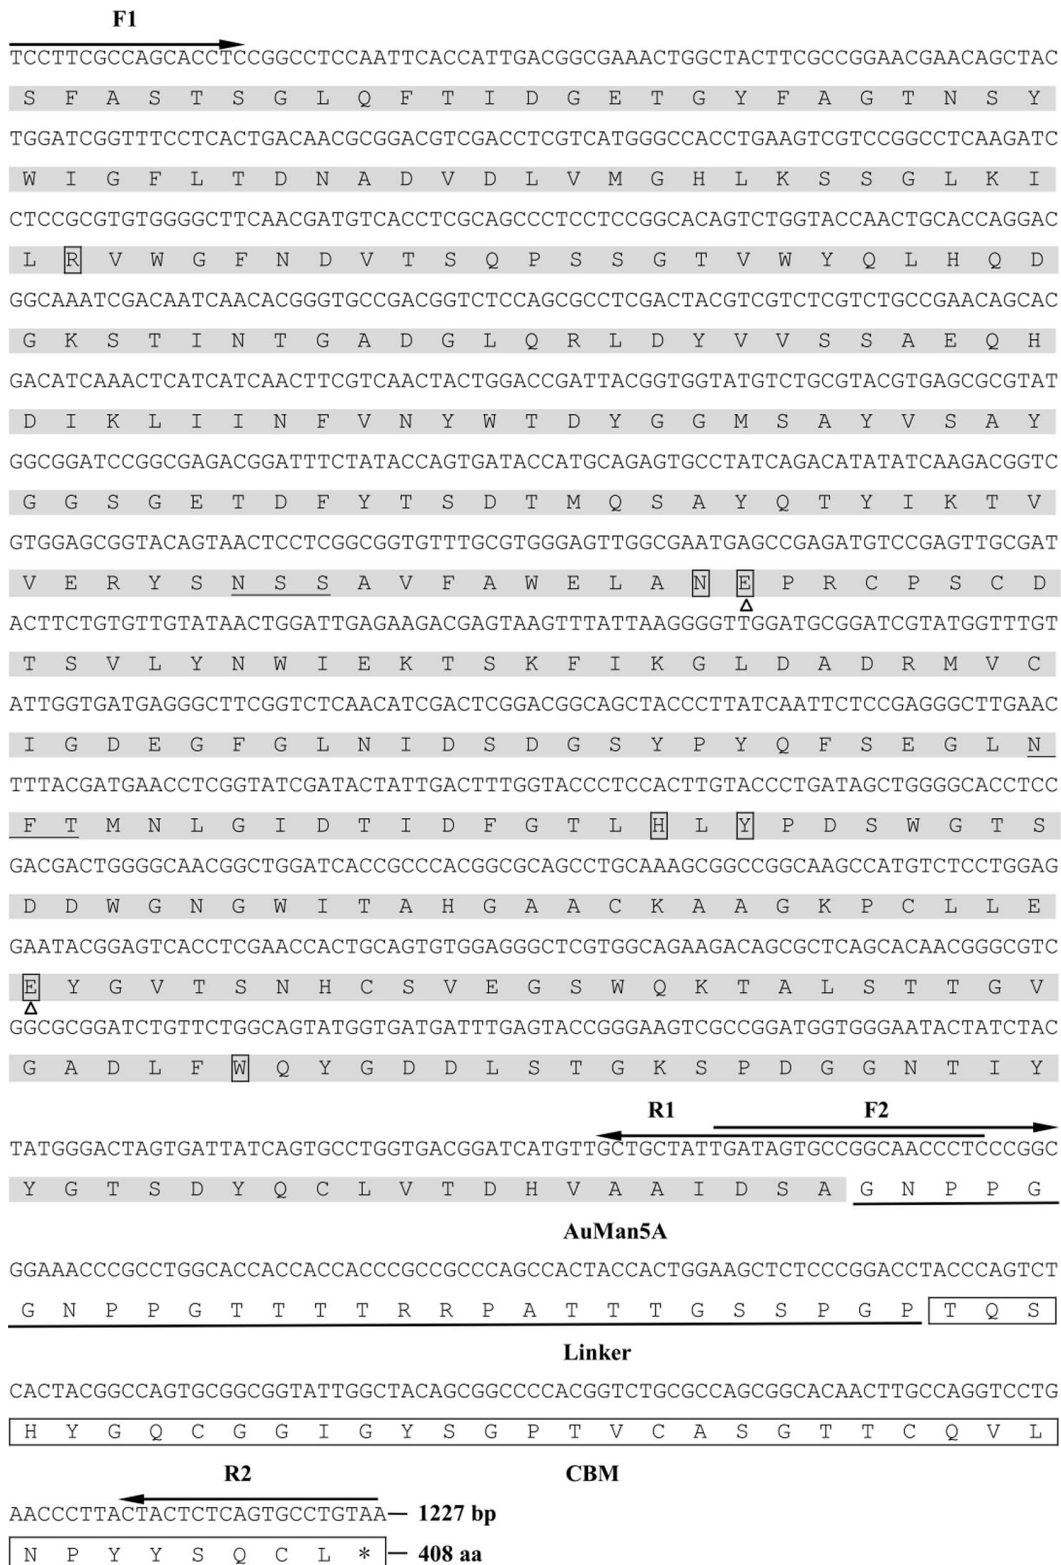 F1
TCCTTCGCCAGCACCTCCGGCCTCCAATTCACCATTGACGGCGAAACTGGCTACTTCGCCGGAACGAACAGCTAC
S F A S T S G L Q F T I D G E T G Y F A G T N S Y
TGGATCGGTTTCCTCACTGACAACGCGGACGTCGACCTCGTCATGGGCCACCTGAAGTCGTCCGGCCTCAAGATC
W I G F L T D N A D V D L V M G H L K S S G L K I
CTCCGCGTGTGGGGCTTCAACGATGTCACCTCGCAGCCCTCCTCCGGCACAGTCTGGTACCAACTGCACCAGGAC
L R V W G F N D V T S Q P S S G T V W Y Q L H Q D
GGCAAATCGACAATCAACACGGGTGCCGACGGTCTCCAGCGCCTCGACTACGTCGTCTCGTCTGCCGAACAGCAC
G K S T I N T G A D G L Q R L D Y V V S S A E Q H
GACATCAAACTCATCATCAACTTCGTCAACTACTGGACCGATTACGGTGGTATGTCTGCGTACGTGAGCGCGTAT
D I K L I I N F V N Y W T D Y G G M S A Y V S A Y
GGCGGATCCGGCGAGACGGATTTCTATACCAGTGATACCATGCAGAGTGCCTATCAGACATATATCAAGACGGTC
G G S G E T D F Y T S D T M Q S A Y Q T Y I K T V
GTGGAGCGGTACAGTAACTCCTCGGCGGTGTTTGCGTGGGAGTTGGCGAATGAGCCGAGATGTCCGAGTTGCGAT
V E R Y S N S S A V F A W E L A N E P R C P S C D
ACTTCTGTGTTGTATAACTGGATTGAGAAGACGAGTAAGTTTATTAAGGGGTTGGATGCGGATCGTATGGTTTGT
T S V L Y N W I E K T S K F I K G L D A D R M V C
ATTGGTGATGAGGGCTTCGGTCTCAACATCGACTCGGACGGCAGCTACCCTTATCAATTCTCCGAGGGCTTGAAC
I G D E G F G L N I D S D G S Y P Y Q F S E G L N
TTTACGATGAACCTCGGTATCGATACTATTGACTTTGGTACCCTCCACTTGTACCCTGATAGCTGGGGCACCTCC
F T M N L G I D T I D F G T L H L Y P D S W G T S
GACGACTGGGGCAACGGCTGGATCACCGCCCACGGCGCAGCCTGCAAAGCGGCCGGCAAGCCATGTCTCCTGGAG
D D W G N G W I T A H G A A C K A A G K P C L L E
GAATACGGAGTCACCTCGAACCACTGCAGTGTGGAGGGCTCGTGGCAGAAGACAGCGCTCAGCACAACGGGCGTC
E Y G V T S N H C S V E G S W Q K T A L S T T G V
GGCGCGGATCTGTTCTGGCAGTATGGTGATGATTTGAGTACCGGGAAGTCGCCGGATGGTGGGAATACTATCTAC
G A D L F W Q Y G D D L S T G K S P D G G N T I Y
R1 F2
TATGGGACTAGTGATTATCAGTGCCTGGTGACGGATCATGTTGCTGCTATTGATAGTGCCGGCAACCCTCCCGGC
Y G T S D Y Q C L V T D H V A A I D S A G N P P G
AuMan5A
GGAAACCCGCCTGGCACCACCACCACCCGCCGCCCAGCCACTACCACTGGAAGCTCTCCCGGACCTACCCAGTCT
G N P P G T T T T R R P A T T T G S S P G P T Q S
Linker
CACTACGGCCAGTGCGGCGGTATTGGCTACAGCGGCCCCACGGTCTGCGCCAGCGGCACAACTTGCCAGGTCCTG
H Y G Q C G G I G Y S G P T V C A S G T T C Q V L
R2 CBM
AACCCTTACTACTCTCAGTGCCTGTAA 1227 bp
N P Y Y S Q C L * 408 aa